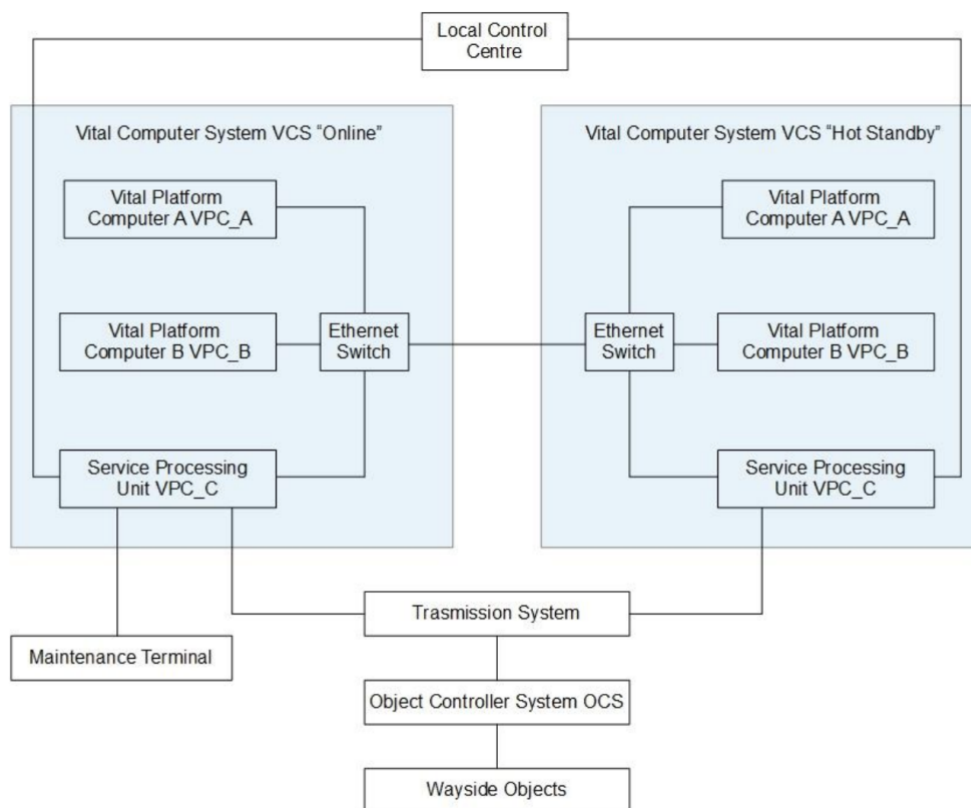 Local Control
Centre
Vital Computer System VCS “Online”
Vital Platform
Computer A VPC_A
Vital Platform
Computer B VPC_B
Ethernet
Switch
Service Processing
Unit VPC_C
Vital Computer System VCS “Hot Standby”
Vital Platform
Computer A VPC_A
Ethernet
Switch
Vital Platform
Computer B VPC_B
Service Processing
Unit VPC_C
Trasmission System
Maintenance Terminal
Object Controller System OCS
Wayside Objects